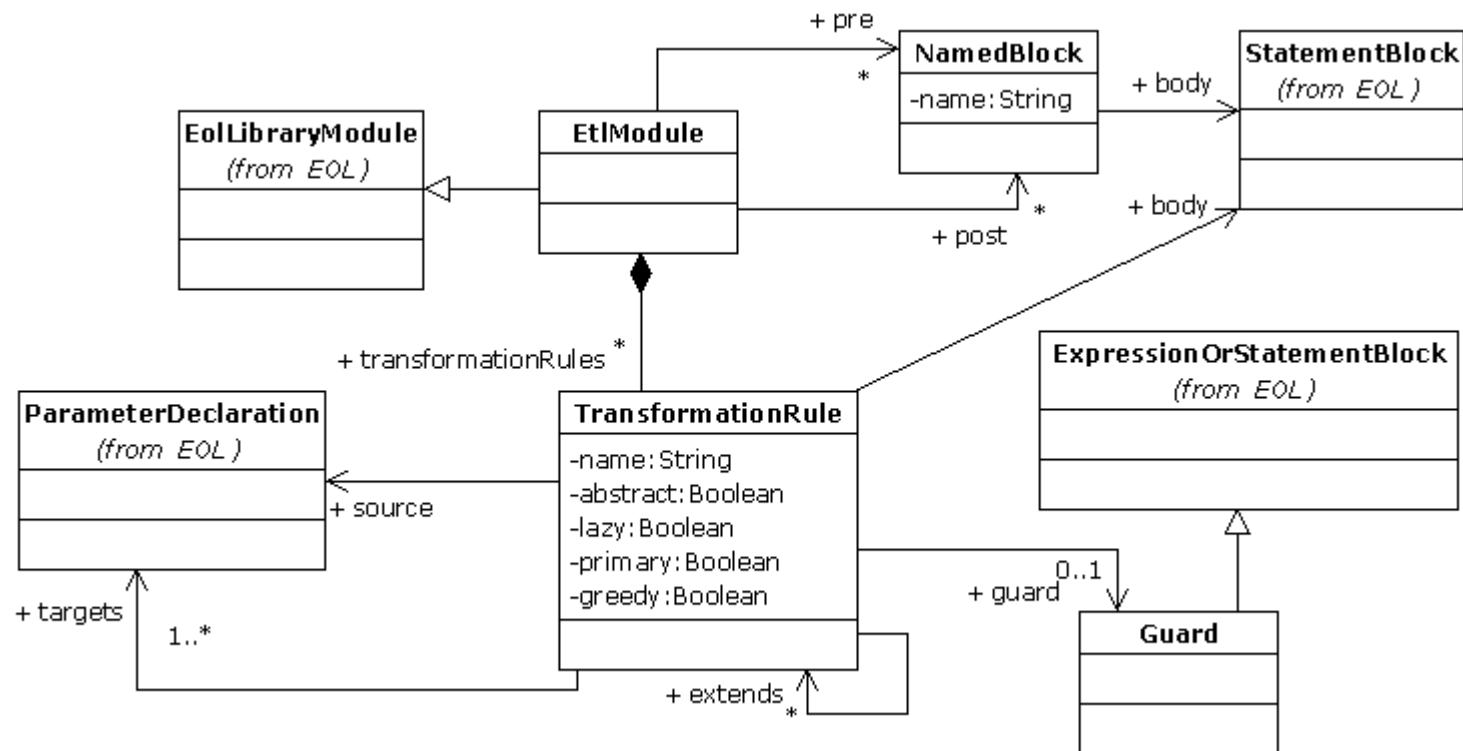 + pre
*
NamedBlock
-name:String
+ body
StatementBlock
(from EOL)
EolLibraryModule
(from EOL)
EtlModule
*
+ post
+ body
+ transformationRules
*
ExpressionOrStatementBlock
(from EOL)
ParameterDeclaration
(from EOL)
TransformationRule
-name:String
-abstract:Boolean
-lazy:Boolean
-primary:Boolean
-greedy:Boolean
+ source
+ targets
1..*
0..1
+ guard
Guard
+ extends
*